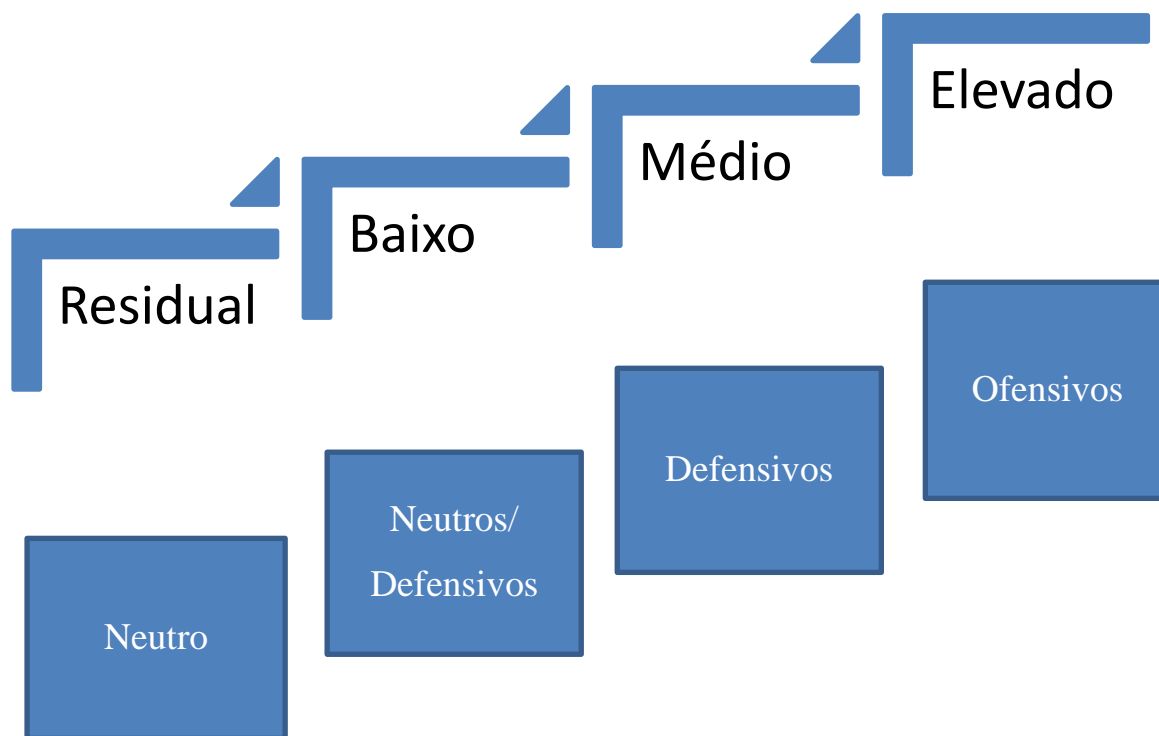 Elevado
Médio
Baixo
Residual
Ofensivos
Defensivos
Neutros/
Defensivos
Neutro